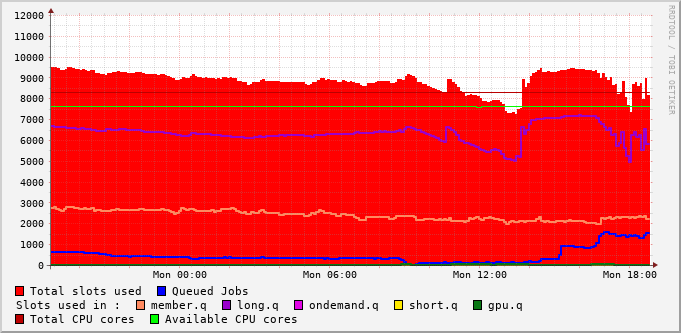 12000
11000
10000
9000
8000
7000
6000
5000
4000
3000
2000
1000
0
Mon 00:00 Mon 06:00 Mon 12:00 Mon 18:00
RRDTOOL / TOBI OETIKER
Total slots used Queued Jobs
Slots used in : member.q long.q ondemand.q short.q gpu.q
Total CPU cores Available CPU cores